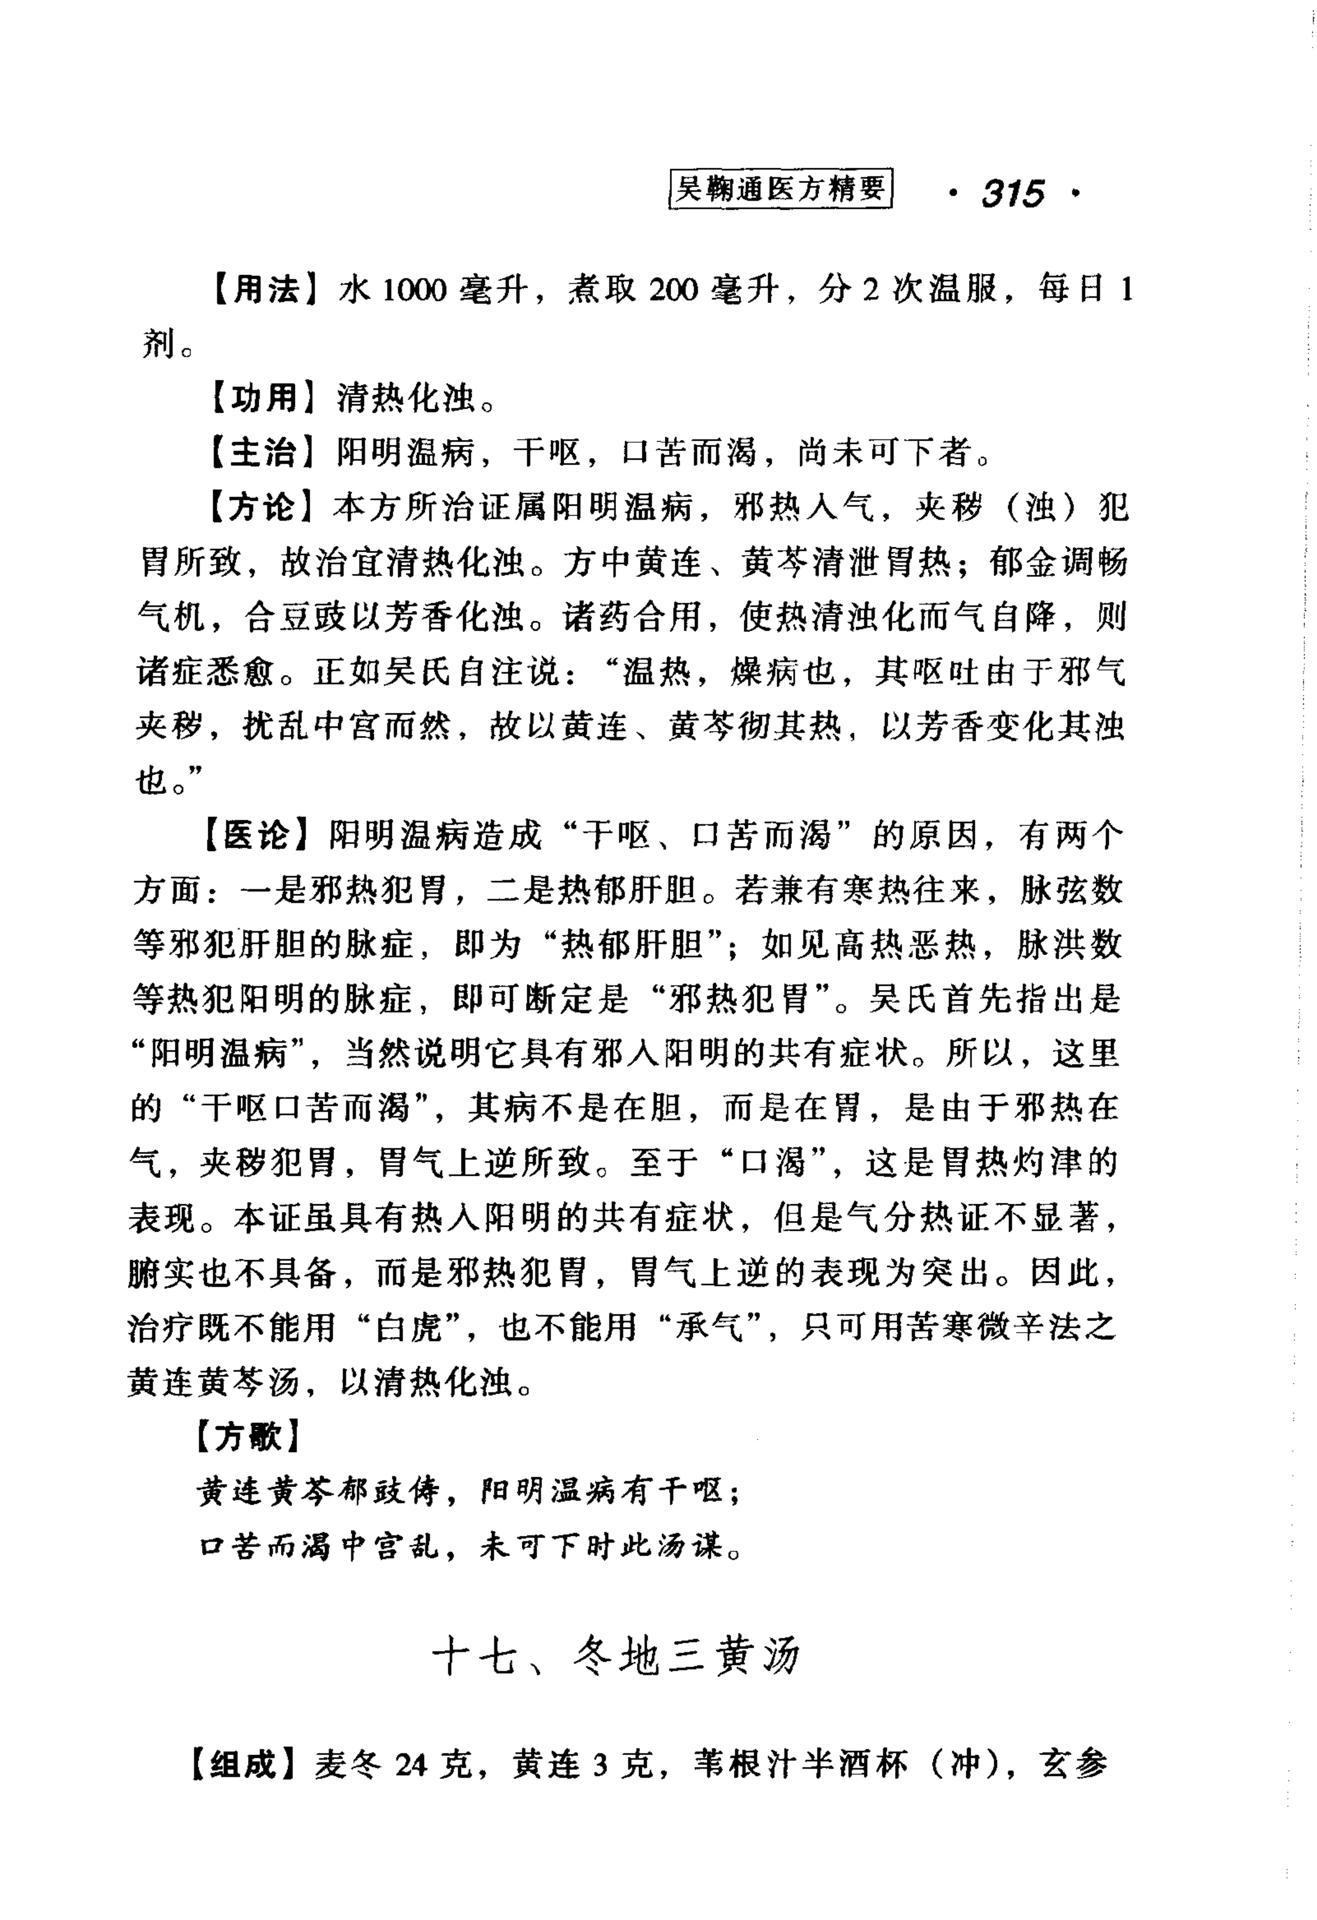 吴鞠通医方精要 · 315 ·
【用法】水 1000 毫升，煮取 200 毫升，分 2 次温服，每日 1
剂。
【功用】清热化浊。
【主治】阳明温病，干呕，口苦而渴，尚未可下者。
【方论】本方所治证属阳明温病，邪热入气，夹秽（浊）犯
胃所致，故治宜清热化浊。方中黄连、黄芩清泄胃热；郁金调畅
气机，合豆豉以芳香化浊。诸药合用，使热清浊化而气自降，则
诸症悉愈。正如吴氏自注说：“温热，燥病也，其呕吐由于邪气
夹秽，扰乱中宫而然，故以黄连、黄芩彻其热，以芳香变化其浊
也。”
【医论】阳明温病造成“干呕、口苦而渴”的原因，有两个
方面：一是邪热犯胃，二是热郁肝胆。若兼有寒热往来，脉弦数
等邪犯肝胆的脉症，即为“热郁肝胆”；如见高热恶热，脉洪数
等热犯阳明的脉症，即可断定是“邪热犯胃”。吴氏首先指出是
“阳明温病”，当然说明它具有邪入阳明的共有症状。所以，这里
的“干呕口苦而渴”，其病不是在胆，而是在胃，是由于邪热在
气，夹秽犯胃，胃气上逆所致。至于“口渴”，这是胃热灼津的
表现。本证虽具有热入阳明的共有症状，但是气分热证不显著，
腑实也不具备，而是邪热犯胃，胃气上逆的表现为突出。因此，
治疗既不能用“白虎”，也不能用“承气”，只可用苦寒微辛法之
黄连黄芩汤，以清热化浊。
【方歌】
黄连黄芩郁豉俦，阳明温病有干呕；
口苦而渴中宫乱，未可下时此汤谋。
十七、冬地三黄汤
【组成】麦冬 24 克，黄连 3 克，苇根汁半酒杯（冲），玄参